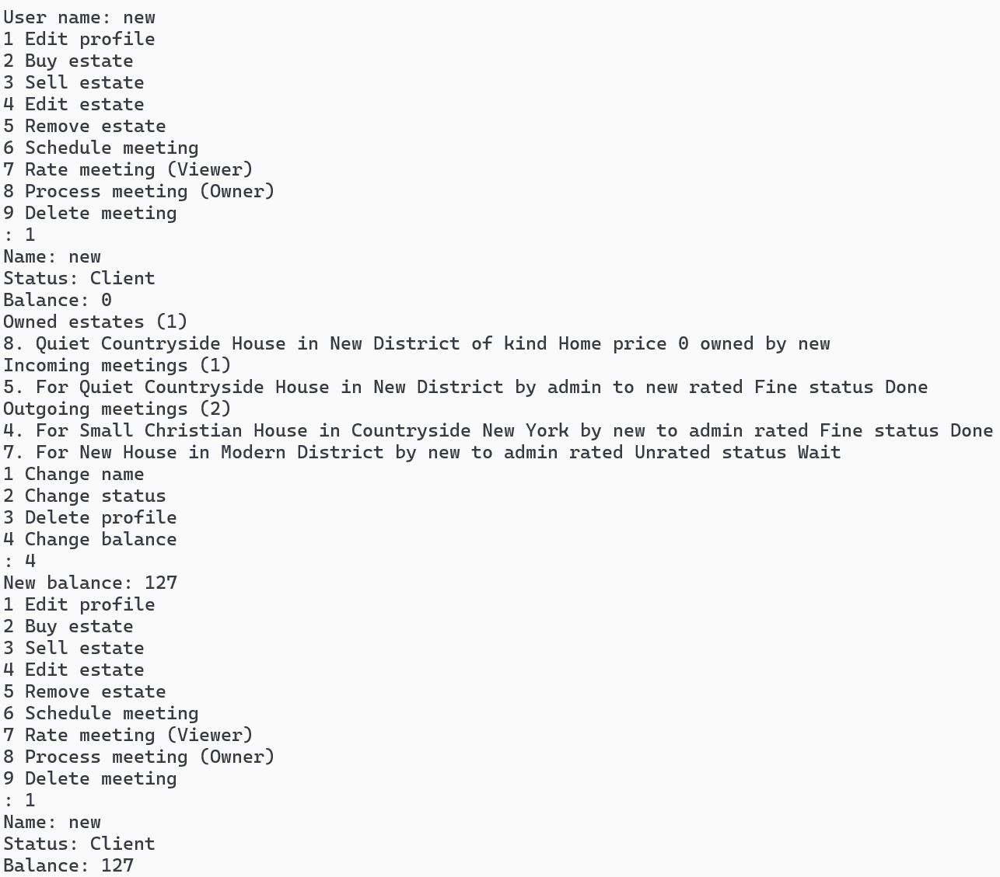 User name: new
1 Edit profile
2 Buy estate
3 Sell estate
4 Edit estate
5 Remove estate
6 Schedule meeting
7 Rate meeting (Viewer)
8 Process meeting (Owner)
9 Delete meeting
: 1
Name: new
Status: Client
Balance: 0
Owned estates (1)
8. Quiet Countryside House in New District of kind Home price 0 owned by new
Incoming meetings (1)
5. For Quiet Countryside House in New District by admin to new rated Fine status Done
Outgoing meetings (2)
4. For Small Christian House in Countryside New York by new to admin rated Fine status Done
7. For New House in Modern District by new to admin rated Unrated status Wait
1 Change name
2 Change status
3 Delete profile
4 Change balance
: 4
New balance: 127
1 Edit profile
2 Buy estate
3 Sell estate
4 Edit estate
5 Remove estate
6 Schedule meeting
7 Rate meeting (Viewer)
8 Process meeting (Owner)
9 Delete meeting
: 1
Name: new
Status: Client
Balance: 127